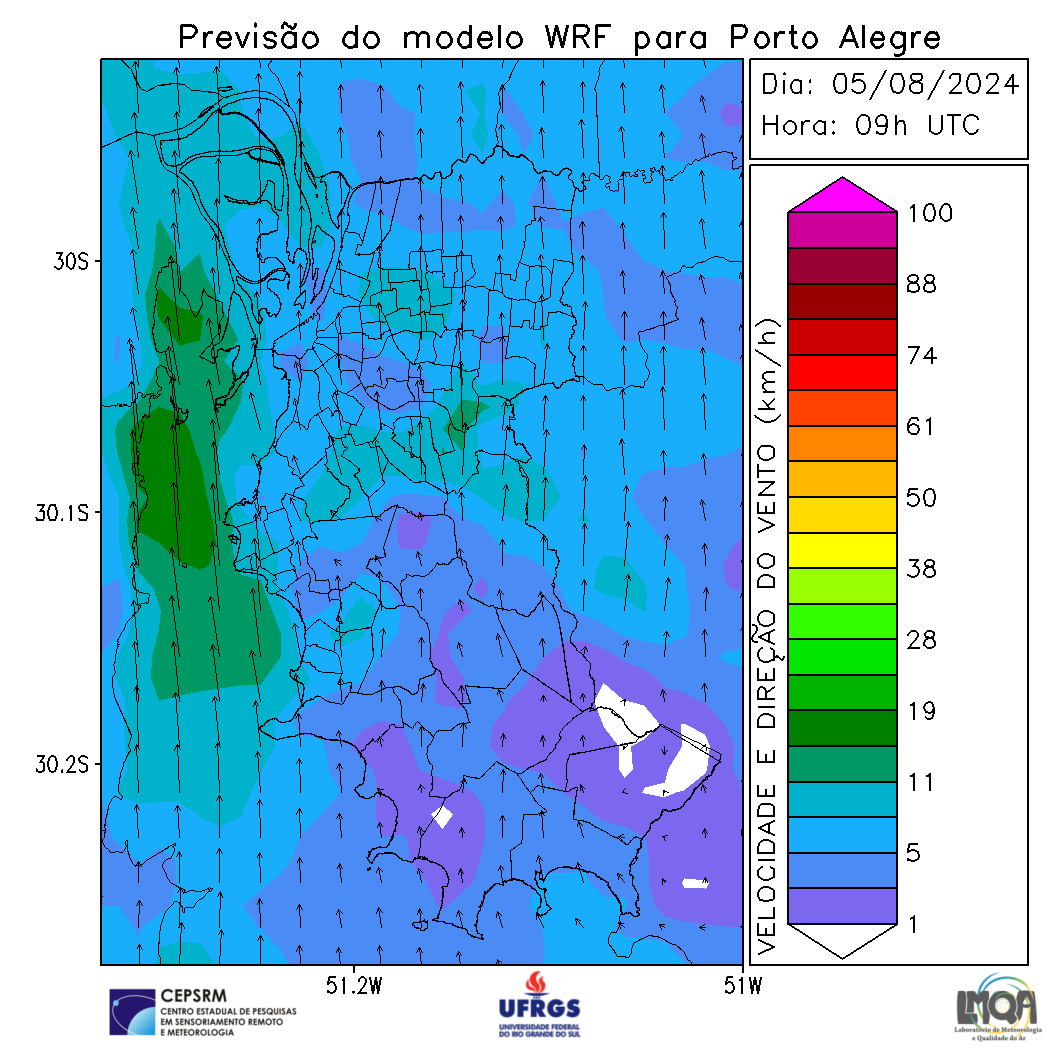 Previsão do modelo WRF para Porto Alegre
Dia: 05/08/2024
Hora: 09h UTC
30S
30.1S
30.2S
51.2W
51W
VELOCIDADE E DIREÇÃO DO VENTO (km/h)
100
88
74
61
50
38
28
19
11
5
1
CEPSRM
CENTRO ESTADUAL DE PESQUISAS
EM SENSORIAMENTO REMOTO
E METEOROLOGIA
UFRGS
UNIVERSIDADE FEDERAL
DO RIO GRANDE DO SUL
LMQA
Laboratório de Meteorologia
e Qualidade do Ar